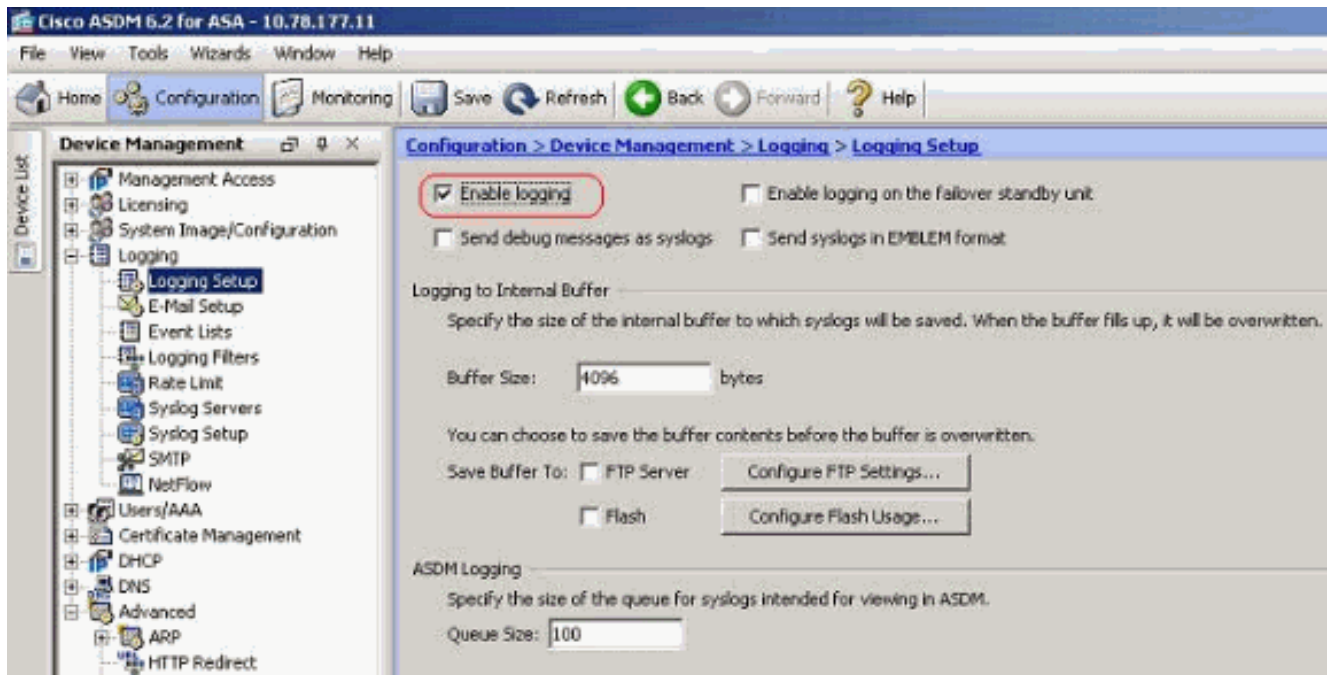 Cisco ASDM 6.2 for ASA - 10.78.177.11
File View Tools Wizards Window Help
Home Configuration Monitoring Save Refresh Back Forward Help
Device List
Device Management
Management Access
Licensing
System Image/Configuration
Logging
Logging Setup
E-Mail Setup
Event Lists
Logging Filters
Rate Limit
Syslog Servers
Syslog Setup
SMTP
NetFlow
Users/AAA
Certificate Management
DHCP
DNS
Advanced
ARP
HTTP Redirect
Configuration > Device Management > Logging > Logging Setup
Enable logging Enable logging on the failover standby unit
Send debug messages as syslogs Send syslogs in EMBLEM format
Logging to Internal Buffer
Specify the size of the internal buffer to which syslogs will be saved. When the buffer fills up, it will be overwritten.
Buffer Size: 4096 bytes
You can choose to save the buffer contents before the buffer is overwritten.
Save Buffer To: FTP Server Configure FTP Settings...
Flash Configure Flash Usage...
ASDM Logging
Specify the size of the queue for syslogs intended for viewing in ASDM.
Queue Size: 100